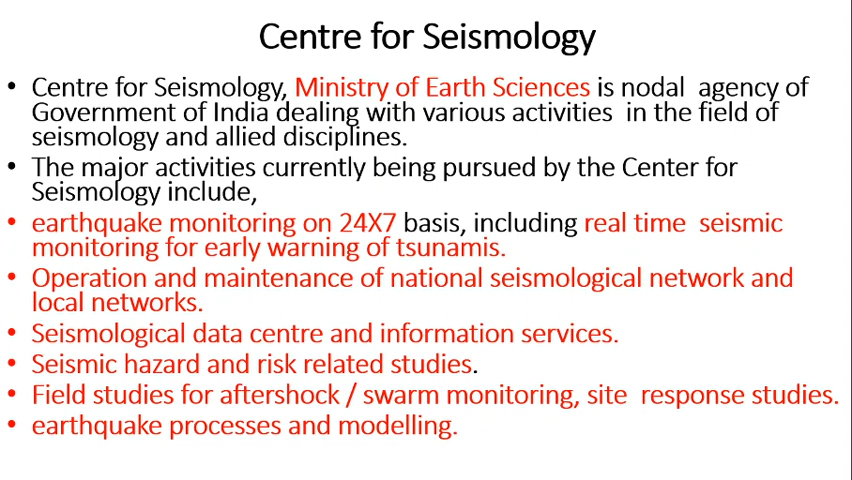 Centre for Seismology
• Centre for Seismology, Ministry of Earth Sciences is nodal agency of
Government of India dealing with various activities in the field of
seismology and allied disciplines.
• The major activities currently being pursued by the Center for
Seismology include,
• earthquake monitoring on 24X7 basis, including real time seismic
monitoring for early warning of tsunamis.
• Operation and maintenance of national seismological network and
local networks.
• Seismological data centre and information services.
• Seismic hazard and risk related studies.
• Field studies for aftershock / swarm monitoring, site response studies.
• earthquake processes and modelling.